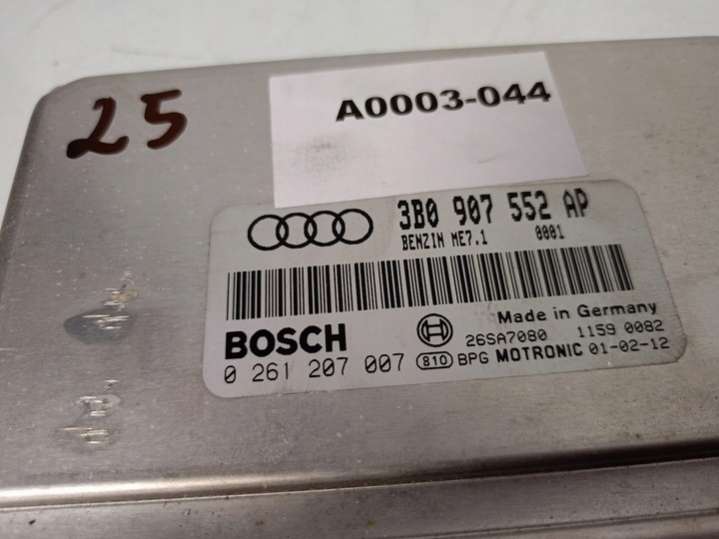 25
A0003-044
3B0 907 552 AP
BENZIN ME7.1 0001
Made in Germany
BOSCH 26SA7080 1159 0082
0 261 207 007 810 BPG MOTRONIC 01-02-12